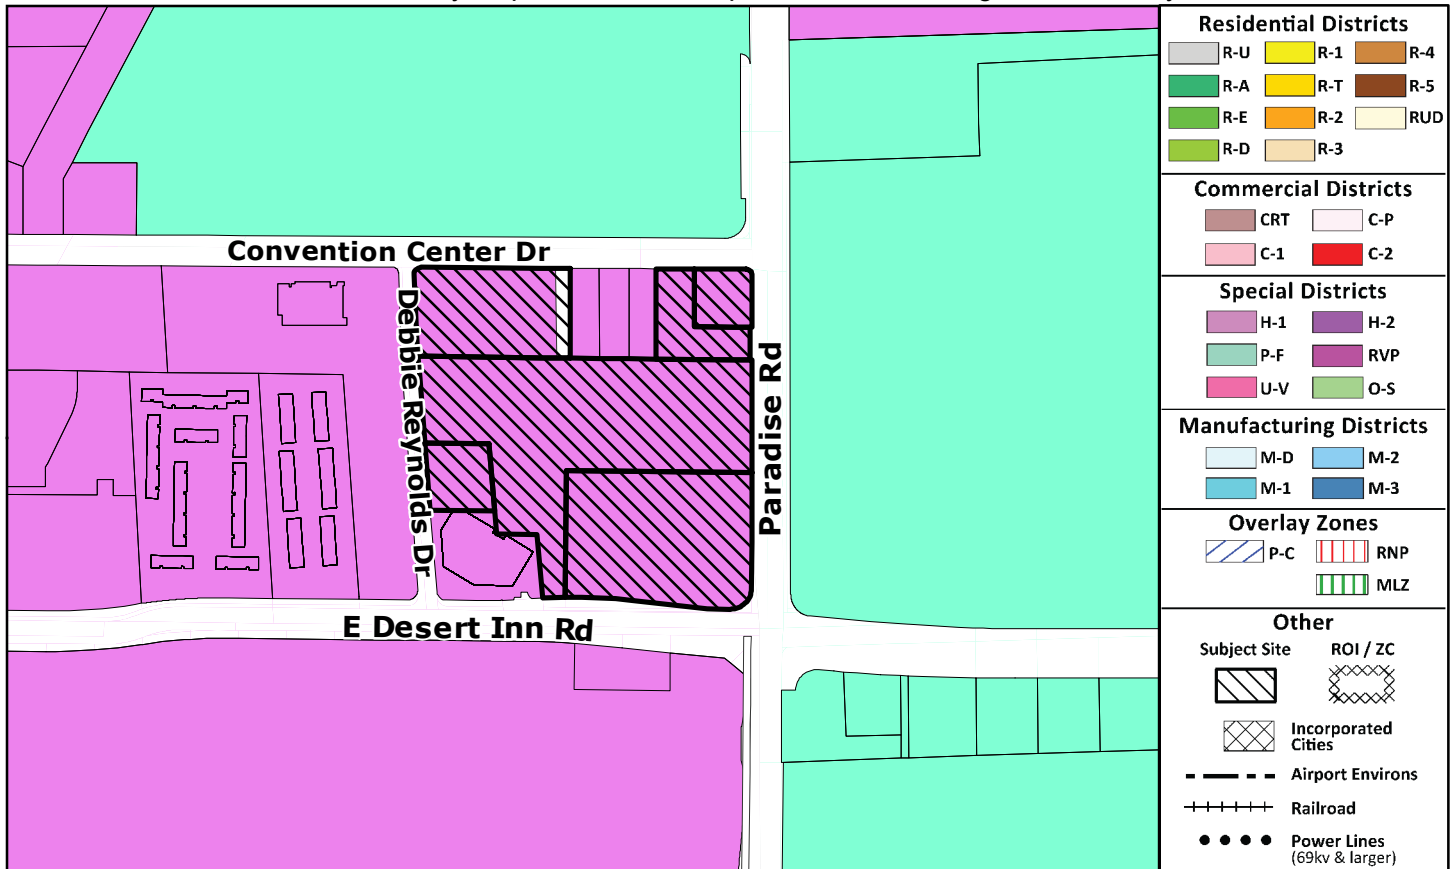 Convention Center Dr
Debbie Reynolds Dr
Paradise Rd
E Desert Inn Rd
Residential Districts
R-U R-1 R-4
R-A R-T R-5
R-E R-2 RUD
R-D R-3
Commercial Districts
CRT C-P
C-1 C-2
Special Districts
H-1 H-2
P-F RVP
U-V O-S
Manufacturing Districts
M-D M-2
M-1 M-3
Overlay Zones
P-C RNP
MLZ
Other
Subject Site ROI / ZC
Incorporated
Cities
Airport Environs
Railroad
Power Lines
(69kv & larger)